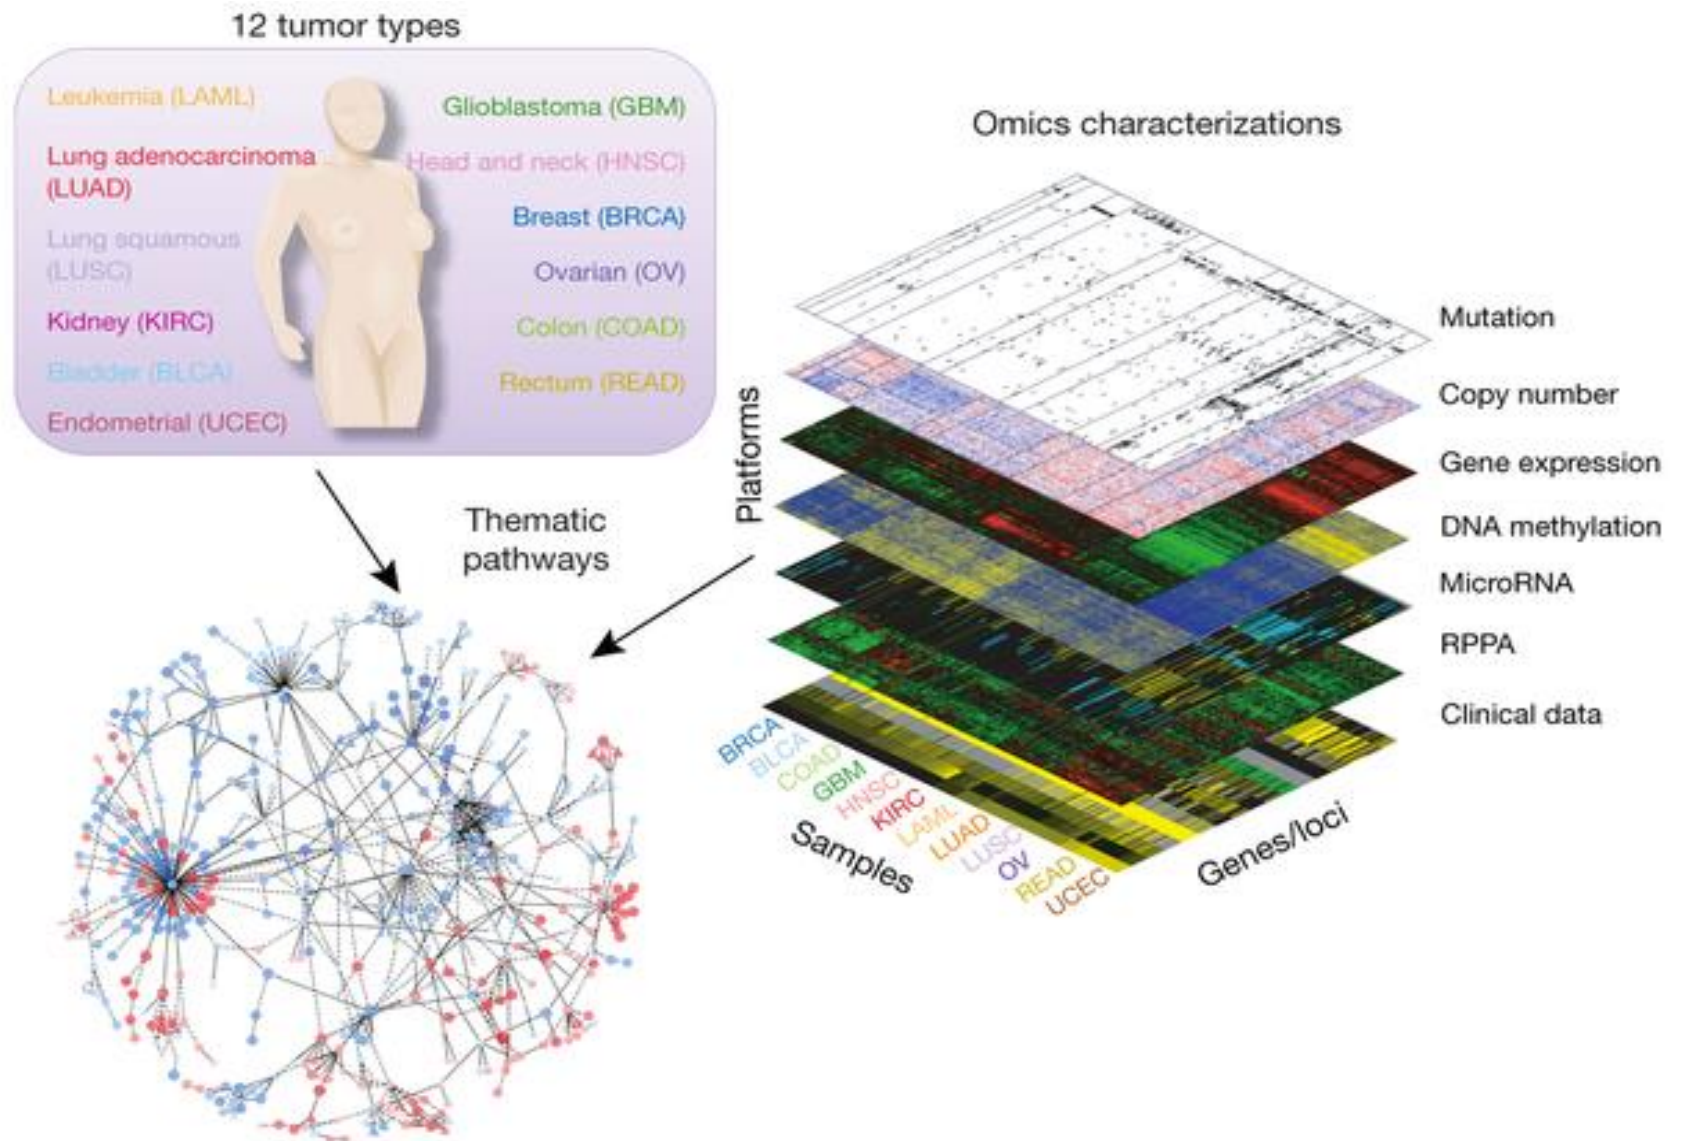 12 tumor types
Leukemia (LAML)
Lung adenocarcinoma
(LUAD)
Lung squamous
(LUSC)
Kidney (KIRC)
Bladder (BLCA)
Endometrial (UCEC)
Glioblastoma (GBM)
Head and neck (HNSC)
Breast (BRCA)
Ovarian (OV)
Colon (COAD)
Rectum (READ)
Thematic
pathways
Omics characterizations
Platforms
Mutation
Copy number
Gene expression
DNA methylation
MicroRNA
RPPA
Clinical data
BRCA
BLCA
COAD
GBM
HNSC
KIRC
LAML
LUAD
LUSC
OV
READ
UCEC
Samples
Genes/loci